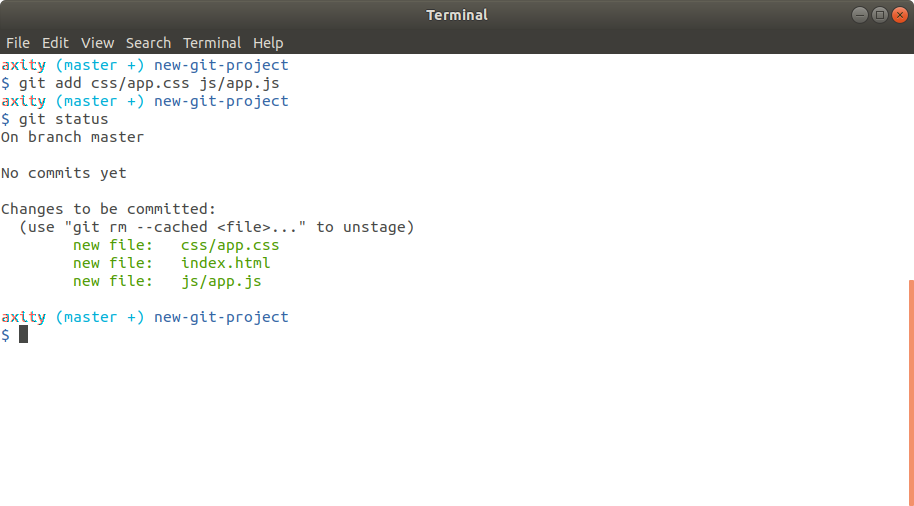 Terminal
File Edit View Search Terminal Help
axity (master +) new-git-project
$ git add css/app.css js/app.js
axity (master +) new-git-project
$ git status
On branch master
No commits yet
Changes to be committed:
(use "git rm --cached <file>..." to unstage)
new file: css/app.css
new file: index.html
new file: js/app.js
axity (master +) new-git-project
$